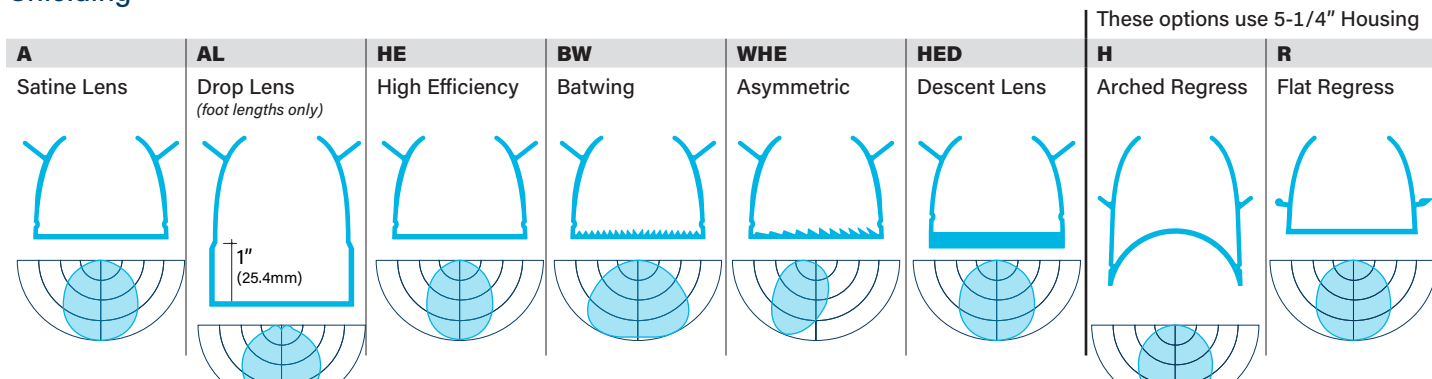 Shielding
These options use 5-1/4” Housing
A
Satine Lens
AL
Drop Lens
(foot lengths only)
1”
(25.4mm)
HE
High Efficiency
BW
Batwing
WHE
Asymmetric
HED
Descent Lens
H
Arched Regress
R
Flat Regress